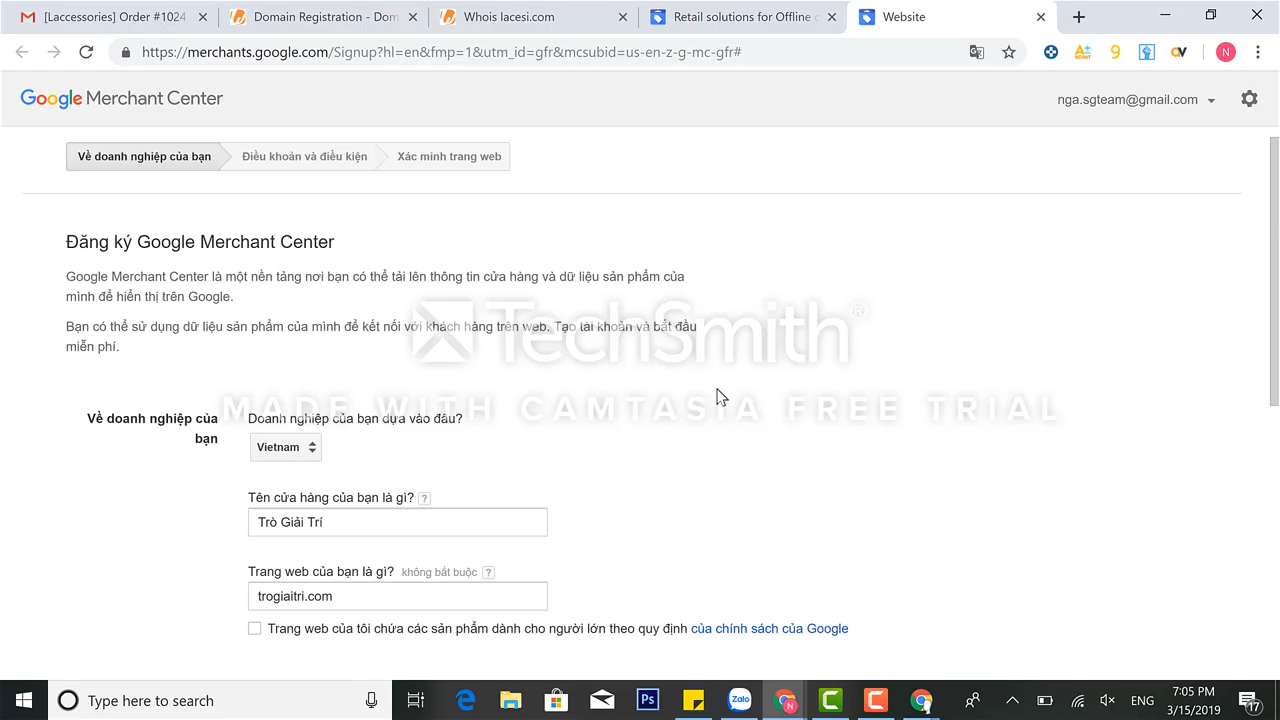 [Laccessories] Order #1024
Domain Registration - Dom
Whois lacesi.com
Retail solutions for Offline
Website
https://merchants.google.com/Signup?hl=en&fmp=1&utm_id=gfr&mcsubid=us-en-z-g-mc-gfr#
Google Merchant Center
nga.sgteam@gmail.com
Về doanh nghiệp của bạn
Điều khoản và điều kiện
Xác minh trang web
Đăng ký Google Merchant Center
Google Merchant Center là một nền tảng nơi bạn có thể tải lên thông tin cửa hàng và dữ liệu sản phẩm của
mình để hiển thị trên Google.
Bạn có thể sử dụng dữ liệu sản phẩm của mình để kết nối với khách hàng trên web. Tạo tài khoản và bắt đầu
miễn phí.
TechSmith®
MADE WITH CAMTASIA FREE TRIAL
Về doanh nghiệp của
bạn
Doanh nghiệp của bạn dựa vào đâu?
Vietnam
Tên cửa hàng của bạn là gì? ?
Trò Giải Trí
Trang web của bạn là gì? không bắt buộc ?
trogiaitri.com
Trang web của tôi chứa các sản phẩm dành cho người lớn theo quy định của chính sách của Google
Type here to search
Ps
Zalo
ENG
7:05 PM
3/15/2019
17